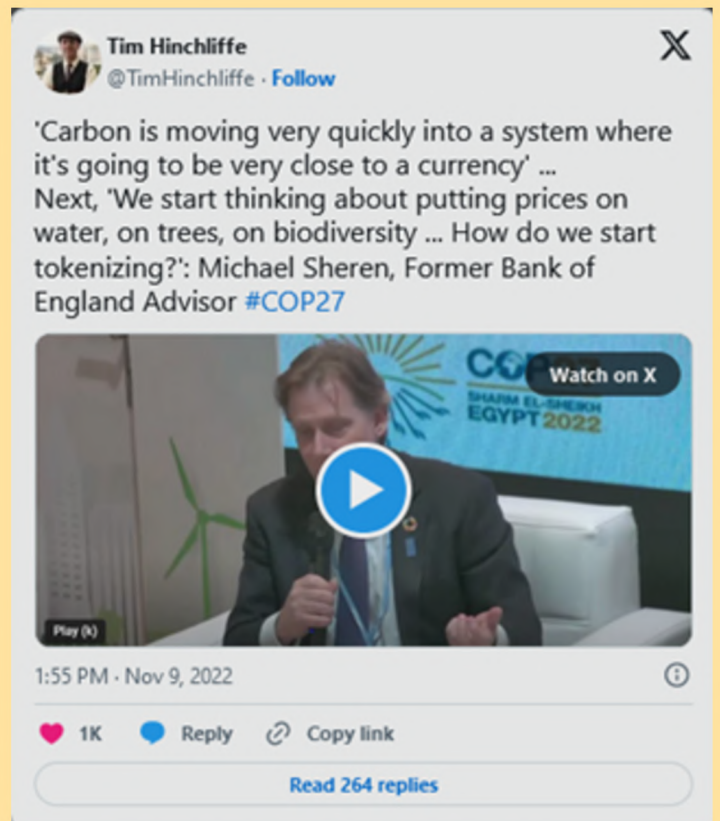 Tim Hinchliffe
@TimHinchliffe · Follow
'Carbon is moving very quickly into a system where
it's going to be very close to a currency' ...
Next, 'We start thinking about putting prices on
water, on trees, on biodiversity ... How do we start
tokenizing?': Michael Sheren, Former Bank of
England Advisor #COP27
Watch on X
SHARM EL-SHEIKH
EGYPT 2022
Play (k)
1:55 PM · Nov 9, 2022
1K Reply Copy link
Read 264 replies